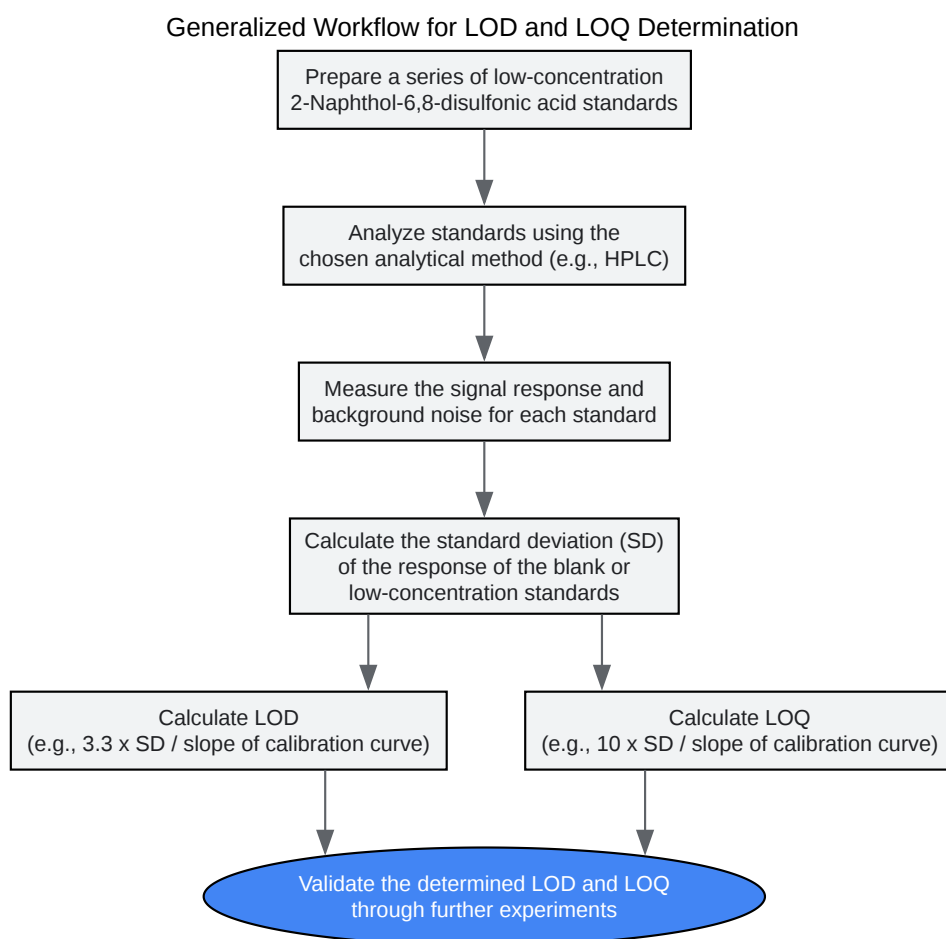 Generalized Workflow for LOD and LOQ Determination
Prepare a series of low-concentration
2-Naphthol-6,8-disulfonic acid standards
Analyze standards using the
chosen analytical method (e.g., HPLC)
Measure the signal response and
background noise for each standard
Calculate the standard deviation (SD)
of the response of the blank or
low-concentration standards
Calculate LOD
(e.g., 3.3 x SD / slope of calibration curve)
Calculate LOQ
(e.g., 10 x SD / slope of calibration curve)
Validate the determined LOD and LOQ
through further experiments